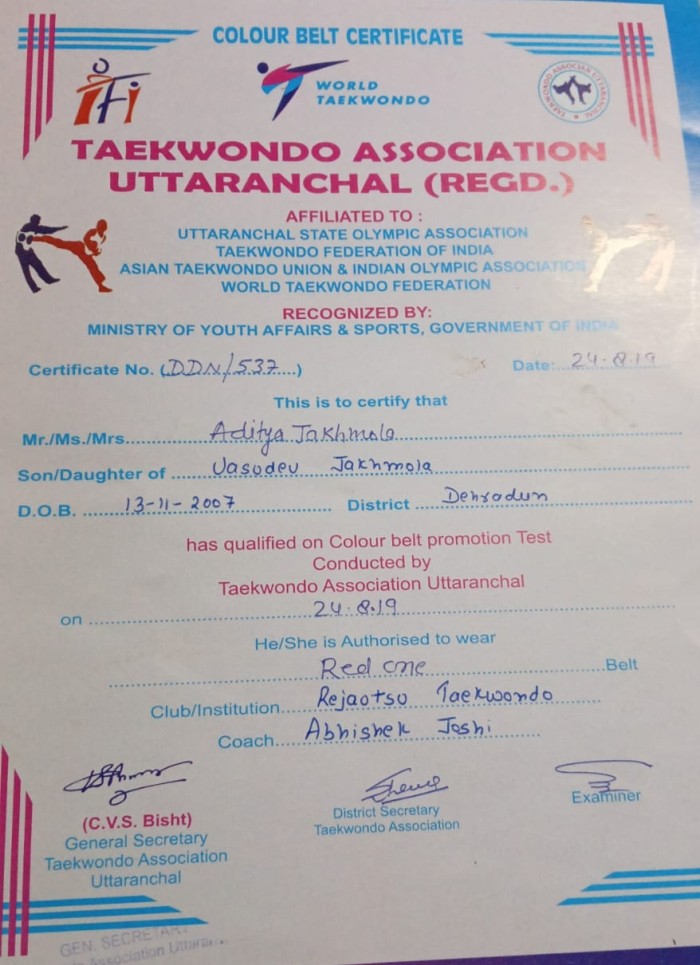 COLOUR BELT CERTIFICATE
TFi
WORLD
TAEKWONDO
TAEKWONDO ASSOCIATION
UTTARANCHAL (REGD.)
AFFILIATED TO :
UTTARANCHAL STATE OLYMPIC ASSOCIATION
TAEKWONDO FEDERATION OF INDIA
ASIAN TAEKWONDO UNION & INDIAN OLYMPIC ASSOCIATION
WORLD TAEKWONDO FEDERATION
RECOGNIZED BY:
MINISTRY OF YOUTH AFFAIRS & SPORTS, GOVERNMENT OF INDIA
Certificate No. (DDN/537....) Date: 24.8.19
This is to certify that
Mr./Ms./Mrs. Aditya Jakhmola
Son/Daughter of Vasudev Jakhmola
D.O.B. 13-11-2007 District Dehradun
has qualified on Colour belt promotion Test
Conducted by
Taekwondo Association Uttaranchal
on 24.8.19
He/She is Authorised to wear
Red one Belt
Club/Institution Rejaotsu Taekwondo
Coach Abhishek Joshi
(C.V.S. Bisht)
General Secretary
Taekwondo Association
Uttaranchal
District Secretary
Taekwondo Association
Examiner
GEN. SECRETARY
Association